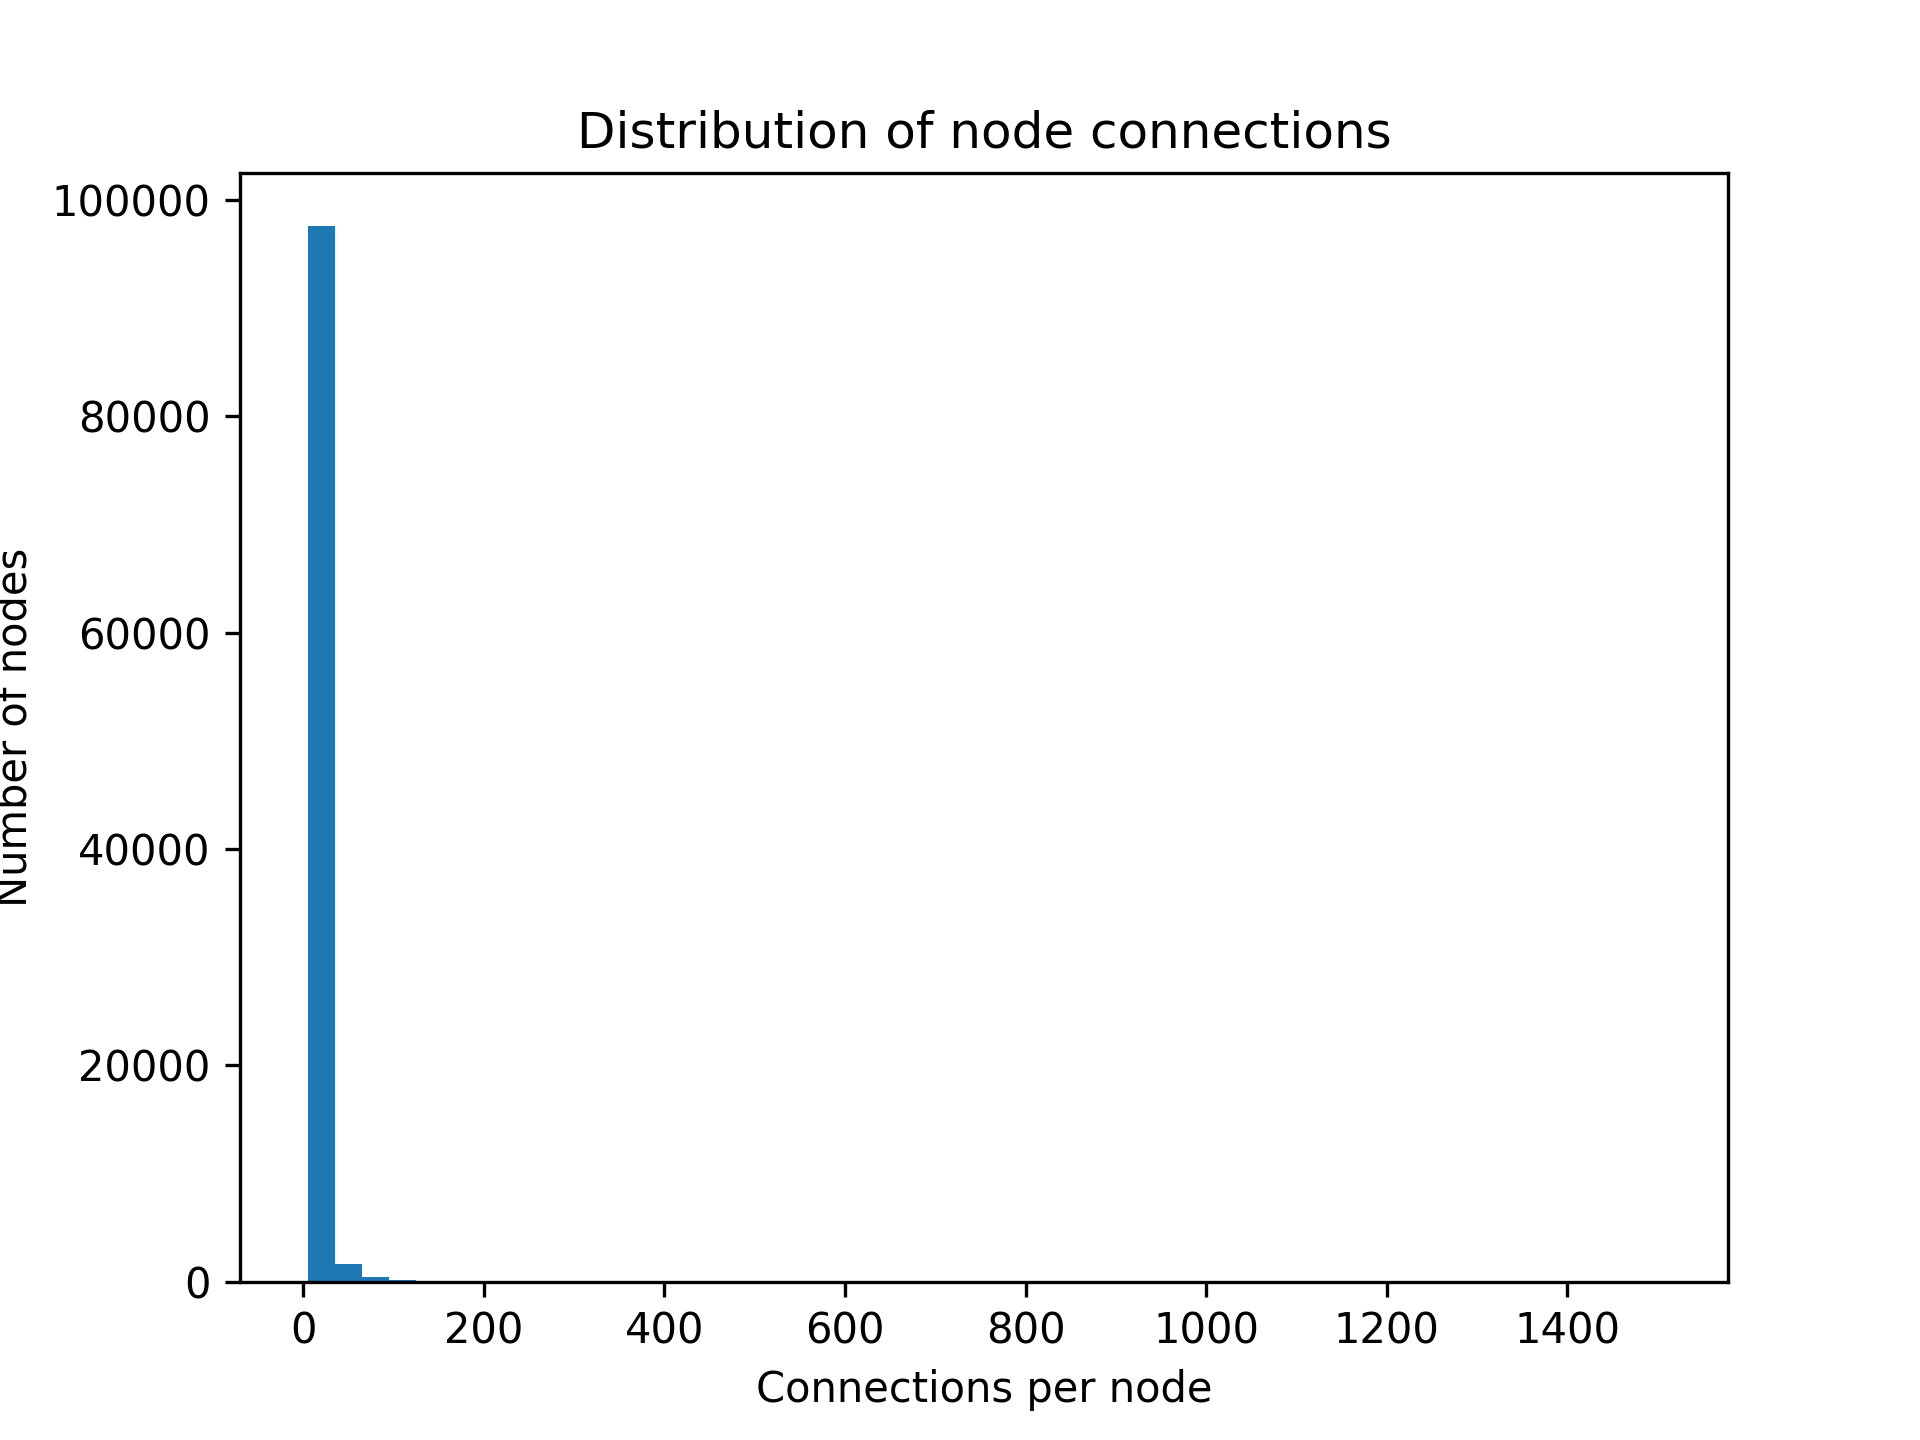 Distribution of node connections
100000
80000
60000
40000
20000
0
Number of nodes
0 200 400 600 800 1000 1200 1400
Connections per node